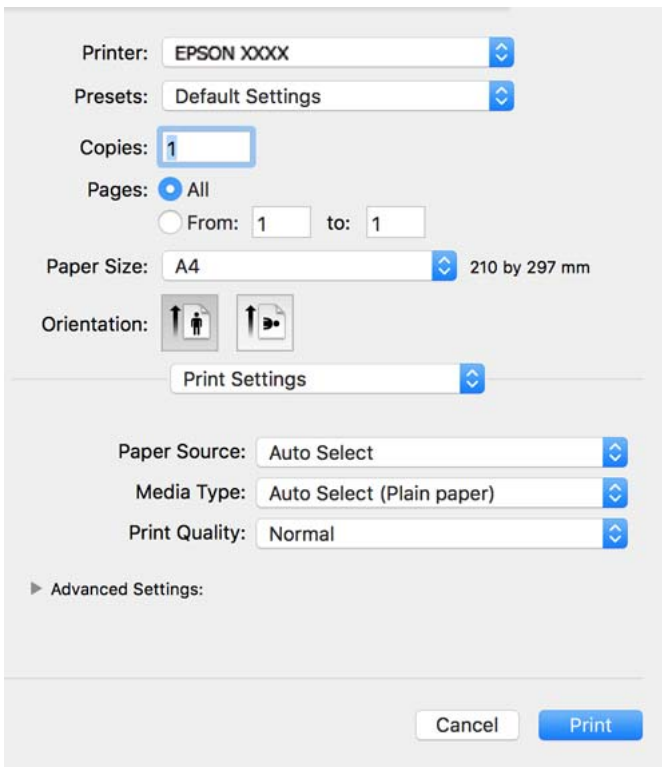 Printer: EPSON XXXX
Presets: Default Settings
Copies: 1
Pages: All
From: 1 to: 1
Paper Size: A4 210 by 297 mm
Orientation:
Print Settings
Paper Source: Auto Select
Media Type: Auto Select (Plain paper)
Print Quality: Normal
Advanced Settings:
Cancel Print